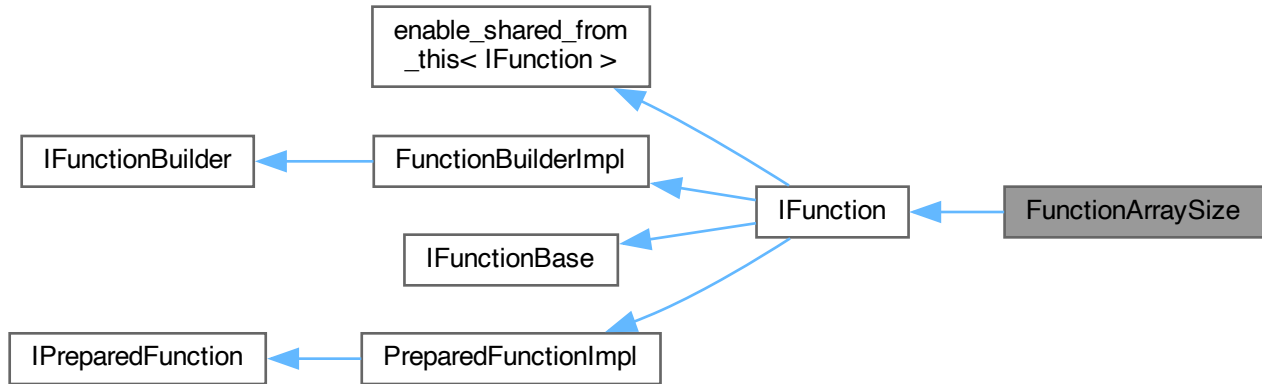 enable_shared_from
_this< IFunction >
IFunctionBuilder
FunctionBuilderImpl
IFunction
FunctionArraySize
IFunctionBase
IPreparedFunction
PreparedFunctionImpl